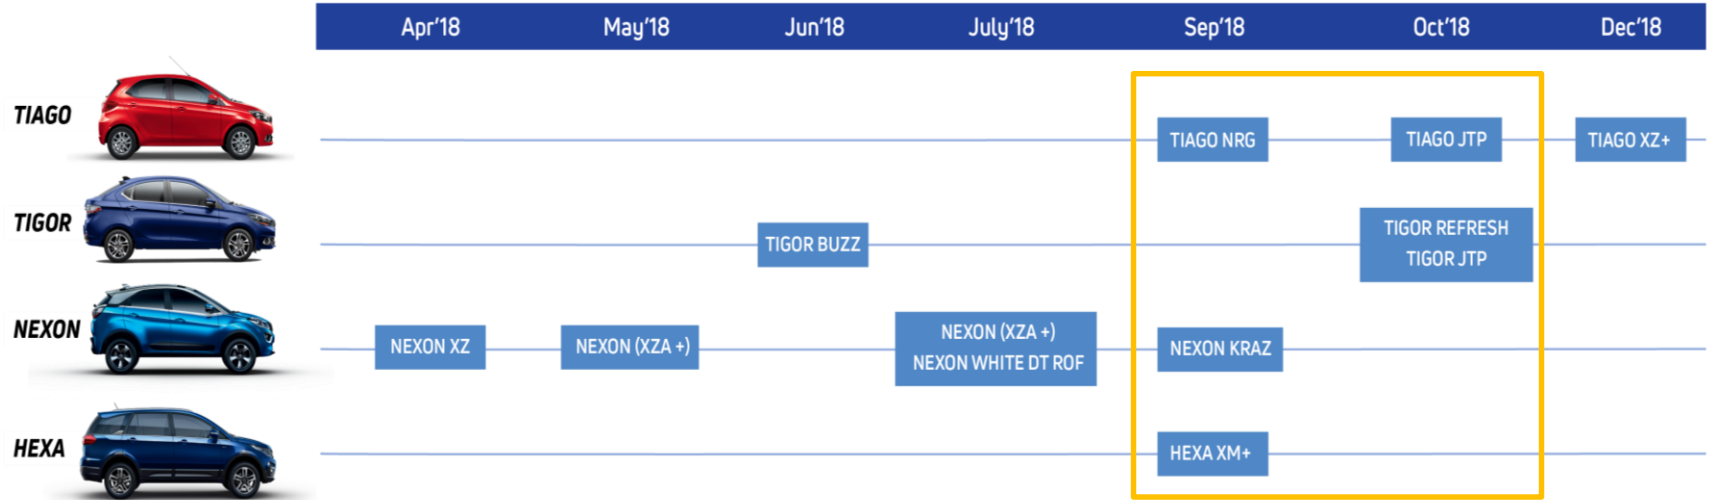 Apr'18 May'18 Jun'18 July'18 Sep'18 Oct'18 Dec'18
TIAGO TIAGO NRG TIAGO JTP TIAGO XZ+
TIGOR TIGOR BUZZ TIGOR REFRESH
TIGOR JTP
NEXON NEXON XZ NEXON (XZA +) NEXON (XZA +) NEXON KRAZ
NEXON WHITE DT ROF
HEXA HEXA XM+